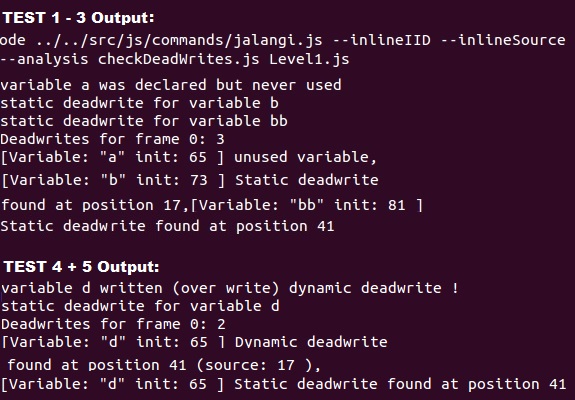 TEST 1 - 3 Output:
ode ../../src/js/commands/jalangi.js --inlineIID --inlineSource
--analysis checkDeadWrites.js Level1.js
variable a was declared but never used
static deadwrite for variable b
static deadwrite for variable bb
Deadwrites for frame 0: 3
[Variable: "a" init: 65 ] unused variable,
[Variable: "b" init: 73 ] Static deadwrite
found at position 17,[Variable: "bb" init: 81 ]
Static deadwrite found at position 41
TEST 4 + 5 Output:
variable d written (over write) dynamic deadwrite !
static deadwrite for variable d
Deadwrites for frame 0: 2
[Variable: "d" init: 65 ] Dynamic deadwrite
found at position 41 (source: 17 ),
[Variable: "d" init: 65 ] Static deadwrite found at position 41